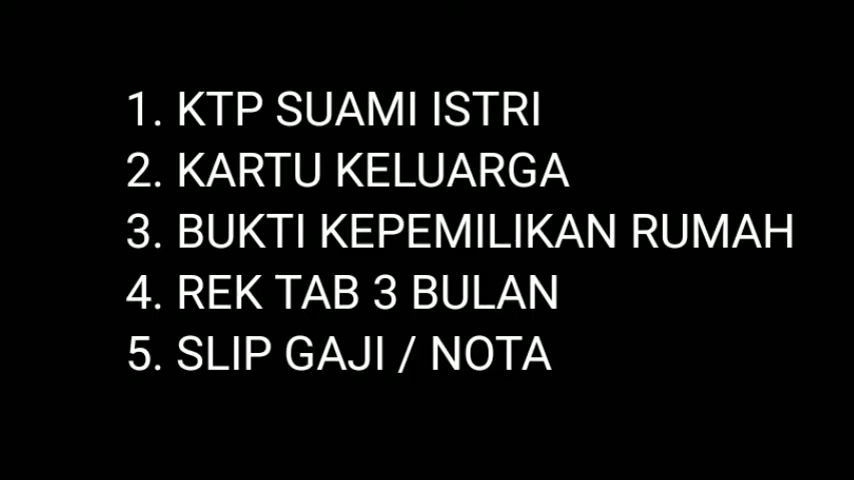 1. KTP SUAMI ISTRI
2. KARTU KELUARGA
3. BUKTI KEPEMILIKAN RUMAH
4. REK TAB 3 BULAN
5. SLIP GAJI / NOTA